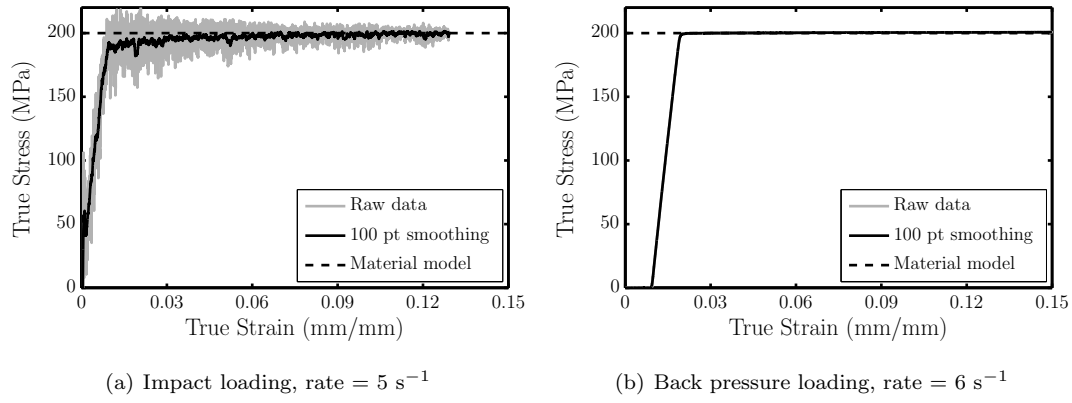 200
150
100
50
0
True Stress (MPa)
Raw data
100 pt smoothing
Material model
0 0.03 0.06 0.09 0.12 0.15
True Strain (mm/mm)
(a) Impact loading, rate = 5 s⁻¹
200
150
100
50
0
True Stress (MPa)
Raw data
100 pt smoothing
Material model
0 0.03 0.06 0.09 0.12 0.15
True Strain (mm/mm)
(b) Back pressure loading, rate = 6 s⁻¹